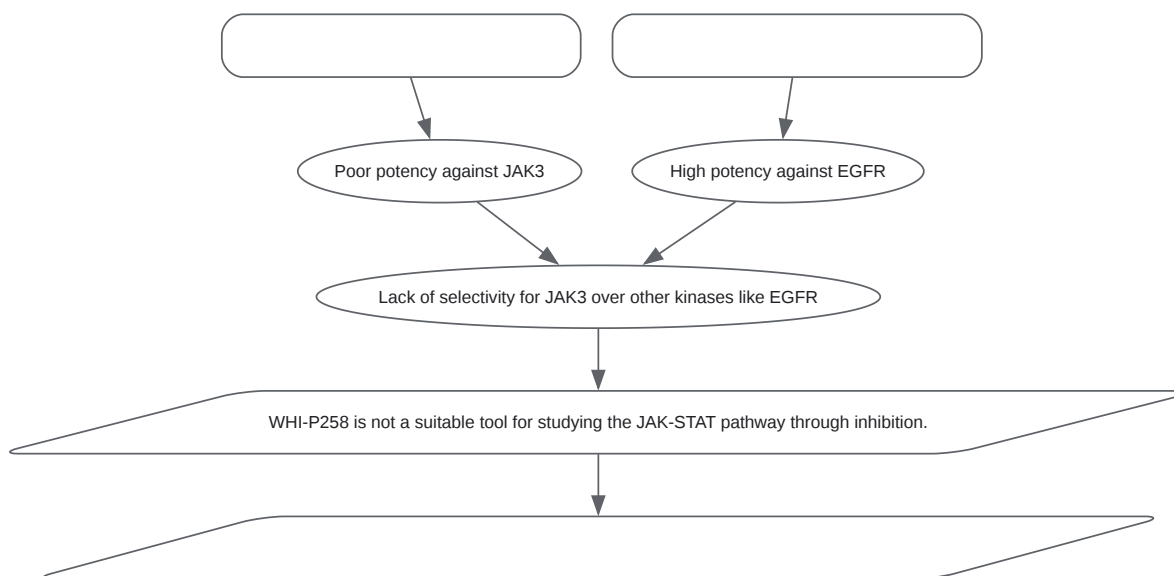 Poor potency against JAK3
High potency against EGFR
Lack of selectivity for JAK3 over other kinases like EGFR
WHI-P258 is not a suitable tool for studying the JAK-STAT pathway through inhibition.